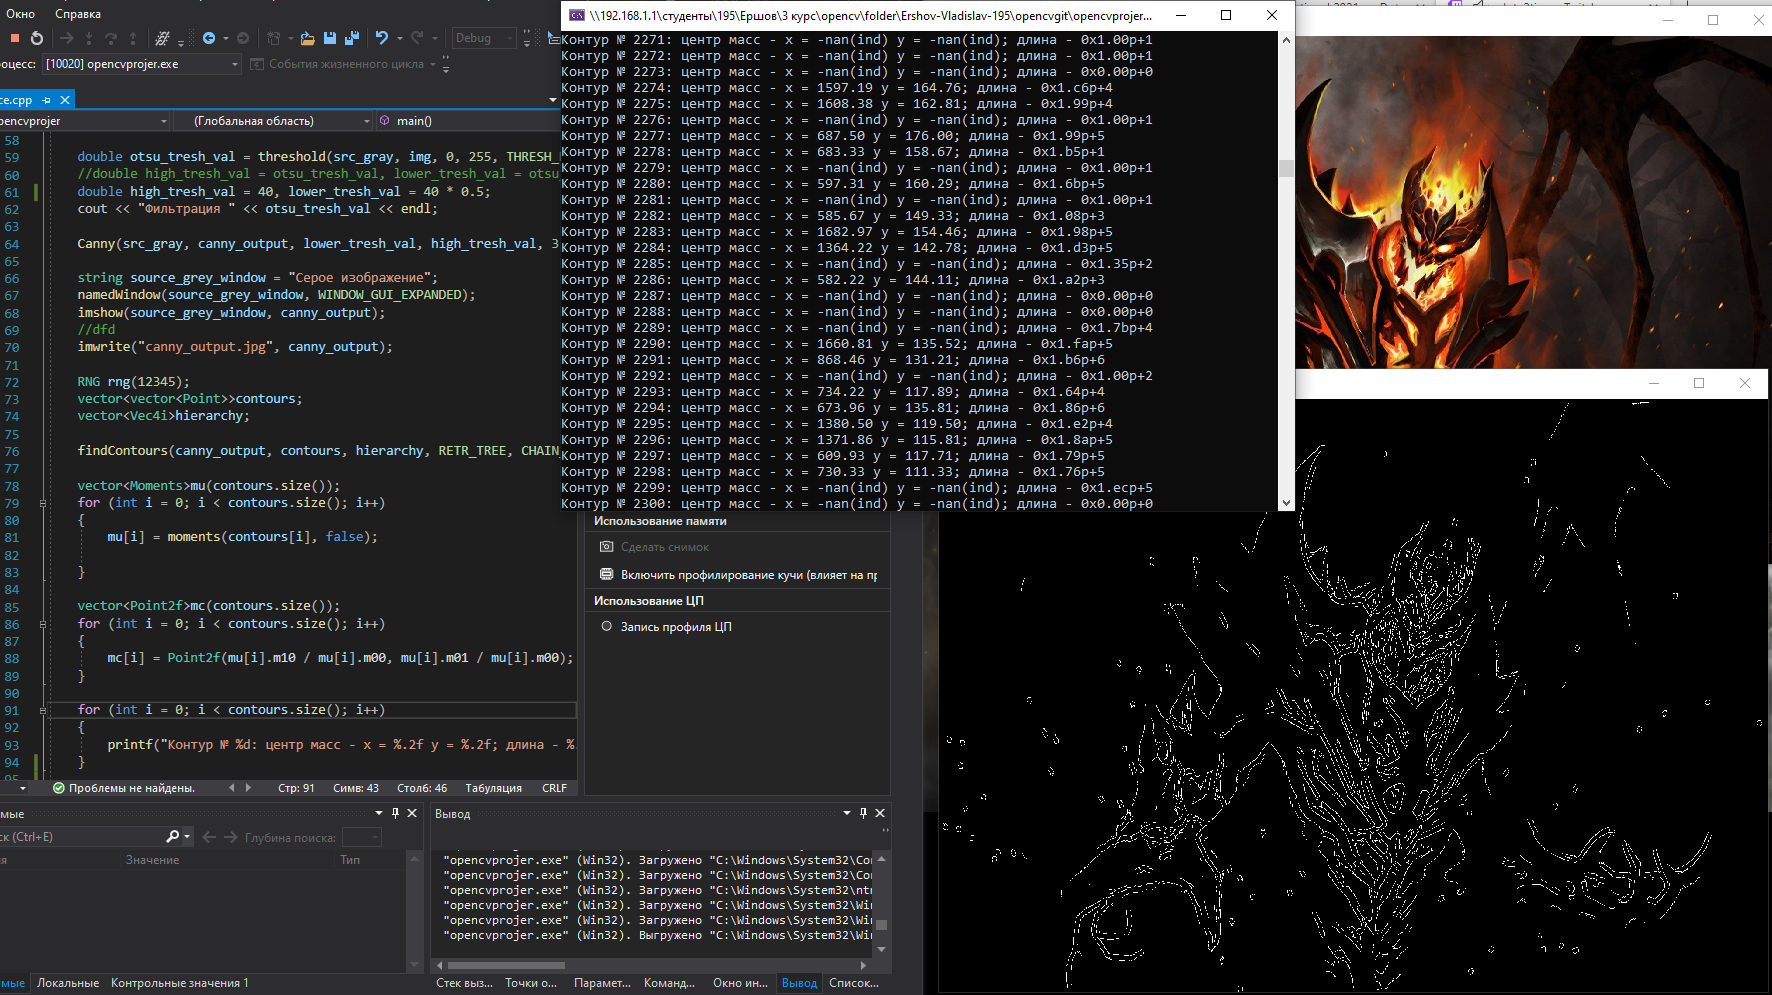 Окно Справка
Debug
оцесс: [10020] opencvprojer.exe События жизненного цикла
ce.cpp
pencvprojer (Глобальная область) main()
58
59 double otsu_tresh_val = threshold(src_gray, img, 0, 255, THRESH_
60 //double high_tresh_val = otsu_tresh_val, lower_tresh_val = otsu
61 double high_tresh_val = 40, lower_tresh_val = 40 * 0.5;
62 cout << "Фильтрация " << otsu_tresh_val << endl;
63
64 Canny(src_gray, canny_output, lower_tresh_val, high_tresh_val, 3
65
66 string source_grey_window = "Серое изображение";
67 namedWindow(source_grey_window, WINDOW_GUI_EXPANDED);
68 imshow(source_grey_window, canny_output);
69 //dfd
70 imwrite("canny_output.jpg", canny_output);
71
72 RNG rng(12345);
73 vector<vector<Point>>contours;
74 vector<Vec4i>hierarchy;
75
76 findContours(canny_output, contours, hierarchy, RETR_TREE, CHAIN_
77
78 vector<Moments>mu(contours.size());
79 for (int i = 0; i < contours.size(); i++)
80 {
81 mu[i] = moments(contours[i], false);
82
83 }
84
85 vector<Point2f>mc(contours.size());
86 for (int i = 0; i < contours.size(); i++)
87 {
88 mc[i] = Point2f(mu[i].m10 / mu[i].m00, mu[i].m01 / mu[i].m00);
89 }
90
91 for (int i = 0; i < contours.size(); i++)
92 {
93 printf("Контур № %d: центр масс - x = %.2f y = %.2f; длина - %.
94 }
95
Проблемы не найдены. Стр: 91 Симв: 43 Столб: 46 Табуляция CRLF
\\192.168.1.1\студенты\195\Ершов\3 курс\opencv\folder\Ershov-Vladislav-195\opencvgit\opencvprojer...
Контур № 2271: центр масс - x = -nan(ind) y = -nan(ind); длина - 0x1.00p+1
Контур № 2272: центр масс - x = -nan(ind) y = -nan(ind); длина - 0x1.00p+1
Контур № 2273: центр масс - x = -nan(ind) y = -nan(ind); длина - 0x0.00p+0
Контур № 2274: центр масс - x = 1597.19 y = 164.76; длина - 0x1.c6p+4
Контур № 2275: центр масс - x = 1608.38 y = 162.81; длина - 0x1.99p+4
Контур № 2276: центр масс - x = -nan(ind) y = -nan(ind); длина - 0x1.00p+1
Контур № 2277: центр масс - x = 687.50 y = 176.00; длина - 0x1.99p+5
Контур № 2278: центр масс - x = 683.33 y = 158.67; длина - 0x1.b5p+1
Контур № 2279: центр масс - x = -nan(ind) y = -nan(ind); длина - 0x1.00p+1
Контур № 2280: центр масс - x = 597.31 y = 160.29; длина - 0x1.6bp+5
Контур № 2281: центр масс - x = -nan(ind) y = -nan(ind); длина - 0x1.00p+1
Контур № 2282: центр масс - x = 585.67 y = 149.33; длина - 0x1.08p+3
Контур № 2283: центр масс - x = 1682.97 y = 154.46; длина - 0x1.98p+5
Контур № 2284: центр масс - x = 1364.22 y = 142.78; длина - 0x1.d3p+5
Контур № 2285: центр масс - x = -nan(ind) y = -nan(ind); длина - 0x1.35p+2
Контур № 2286: центр масс - x = 582.22 y = 144.11; длина - 0x1.a2p+3
Контур № 2287: центр масс - x = -nan(ind) y = -nan(ind); длина - 0x0.00p+0
Контур № 2288: центр масс - x = -nan(ind) y = -nan(ind); длина - 0x0.00p+0
Контур № 2289: центр масс - x = -nan(ind) y = -nan(ind); длина - 0x1.7bp+4
Контур № 2290: центр масс - x = 1660.81 y = 135.52; длина - 0x1.fap+5
Контур № 2291: центр масс - x = 868.46 y = 131.21; длина - 0x1.b6p+6
Контур № 2292: центр масс - x = -nan(ind) y = -nan(ind); длина - 0x1.00p+2
Контур № 2293: центр масс - x = 734.22 y = 117.89; длина - 0x1.64p+4
Контур № 2294: центр масс - x = 673.96 y = 135.81; длина - 0x1.86p+6
Контур № 2295: центр масс - x = 1380.50 y = 119.50; длина - 0x1.e2p+4
Контур № 2296: центр масс - x = 1371.86 y = 115.81; длина - 0x1.8ap+5
Контур № 2297: центр масс - x = 609.93 y = 117.71; длина - 0x1.79p+5
Контур № 2298: центр масс - x = 730.33 y = 111.33; длина - 0x1.76p+5
Контур № 2299: центр масс - x = -nan(ind) y = -nan(ind); длина - 0x1.ecp+5
Контур № 2300: центр масс - x = -nan(ind) y = -nan(ind); длина - 0x0.00p+0
Использование памяти
Сделать снимок
Включить профилирование кучи (влияет на пр
Использование ЦП
Запись профиля ЦП
мые
ск (Ctrl+E) Глубина поиска:
я Значение Тип
мые Локальные Контрольные значения 1
Вывод
"opencvprojer.exe" (Win32). Загружено "C:\Windows\System32\Cor
"opencvprojer.exe" (Win32). Загружено "C:\Windows\System32\Cor
"opencvprojer.exe" (Win32). Загружено "C:\Windows\System32\ntm
"opencvprojer.exe" (Win32). Загружено "C:\Windows\System32\Wir
"opencvprojer.exe" (Win32). Загружено "C:\Windows\System32\Wir
"opencvprojer.exe" (Win32). Выгружено "C:\Windows\System32\Wir
Стек выз... Точки о... Парамет... Команд... Окно ин... Вывод Список...